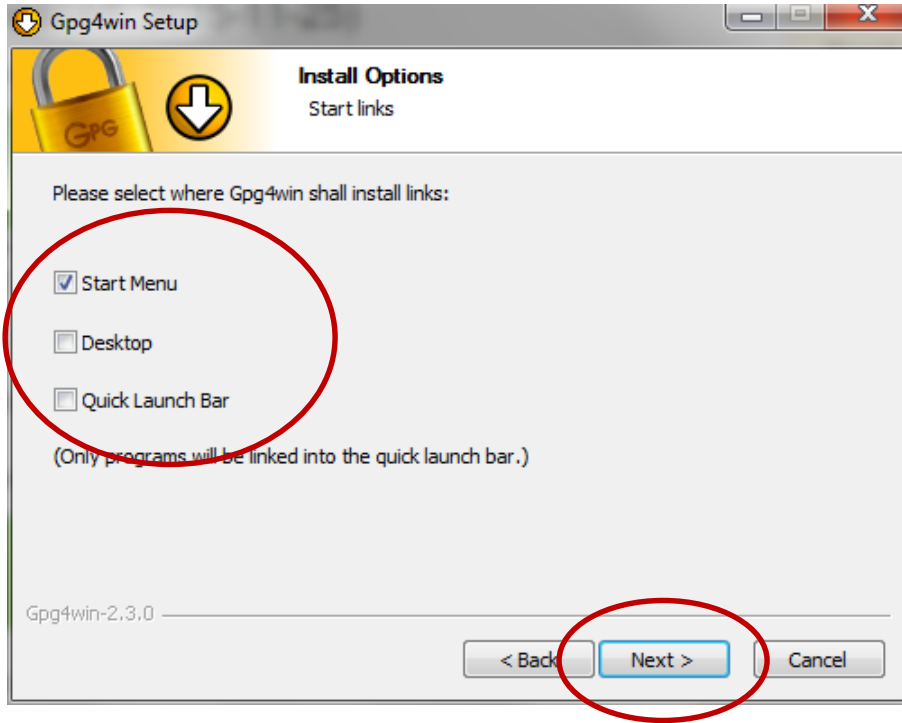 Gpg4win Setup
Install Options
Start links
GPG
Please select where Gpg4win shall install links:
Start Menu
Desktop
Quick Launch Bar
(Only programs will be linked into the quick launch bar.)
Gpg4win-2.3.0
< Back
Next >
Cancel